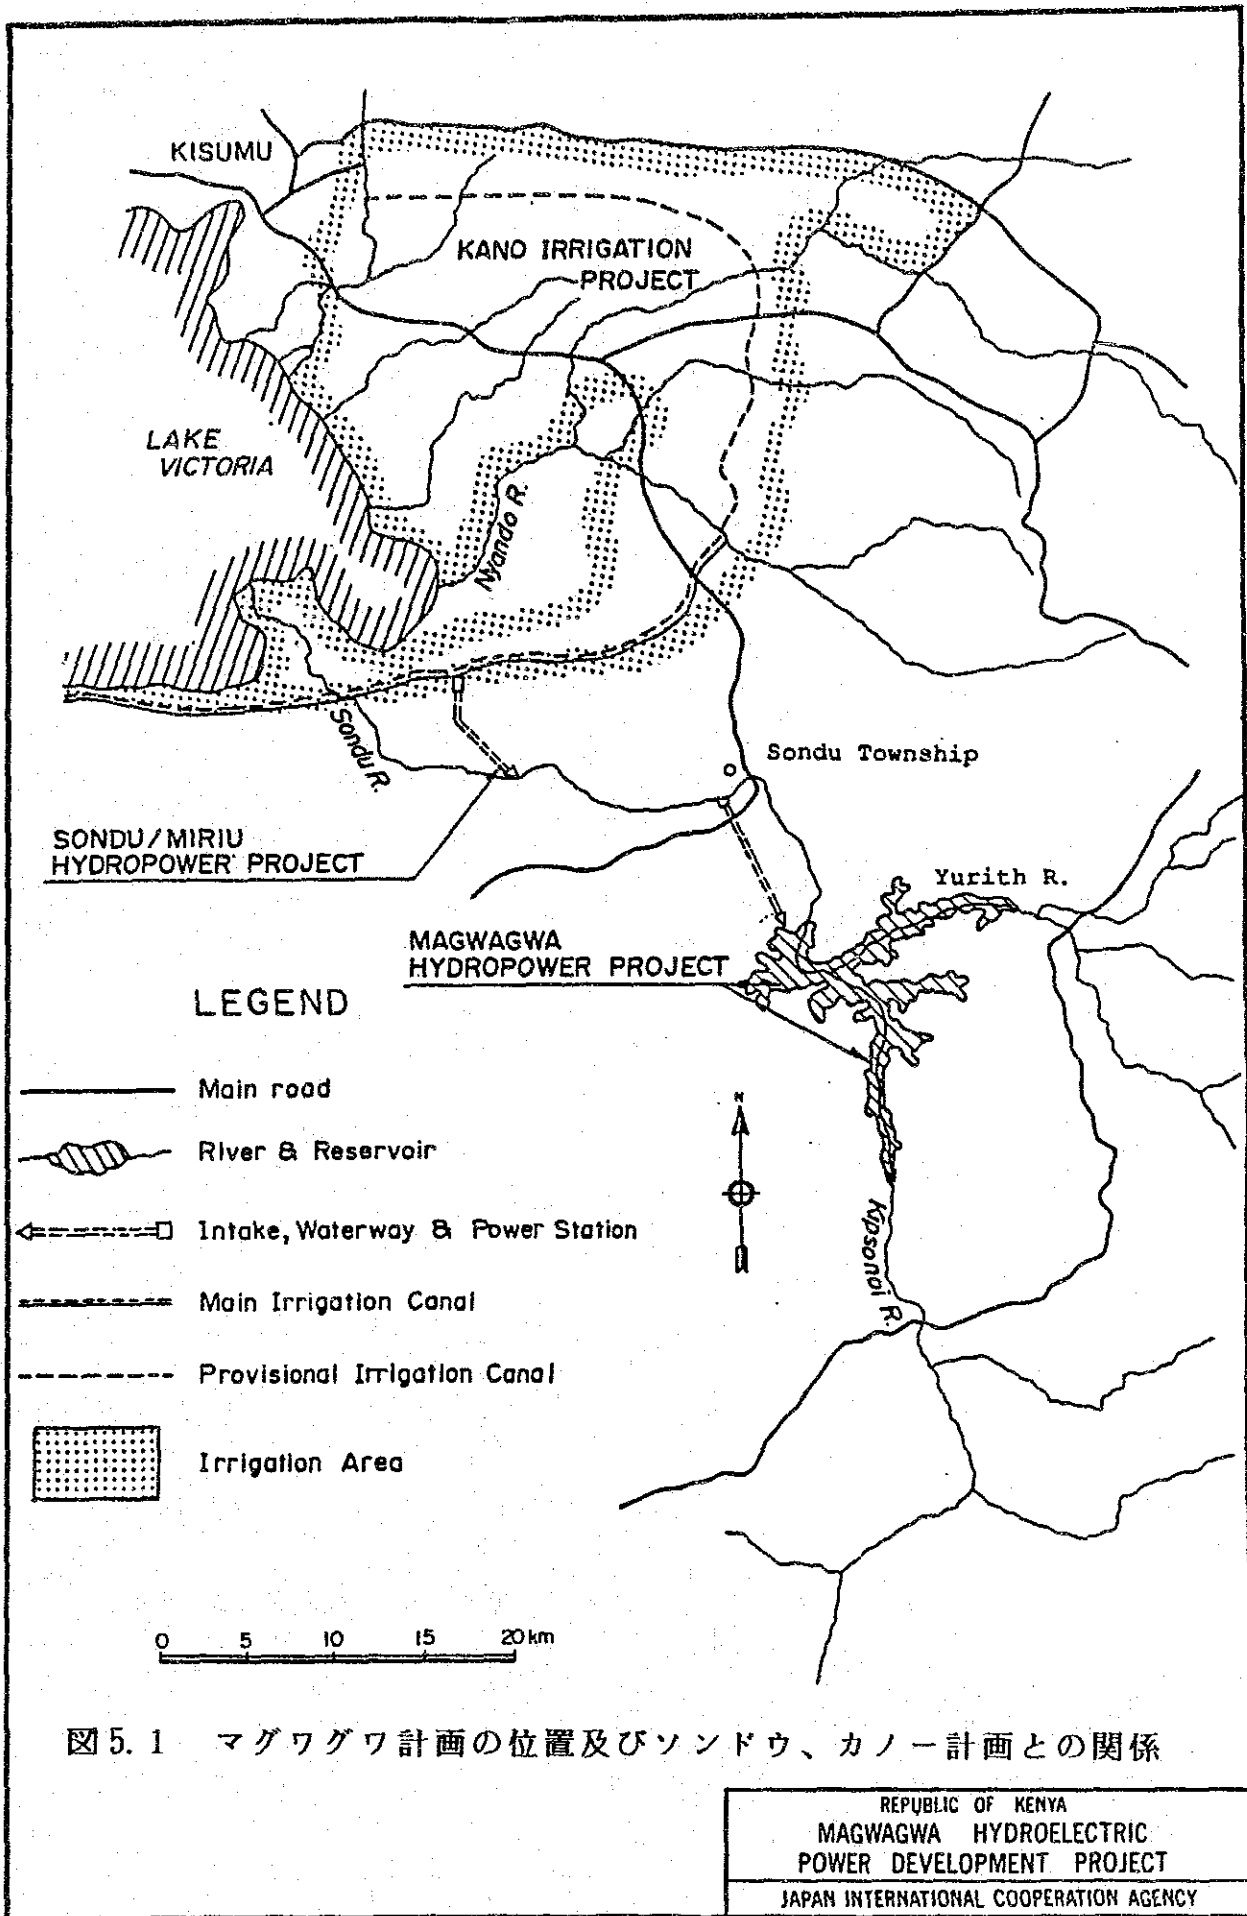 KISUMU
KANO IRRIGATION
PROJECT
LAKE
VICTORIA
Nyando R.
Sondu R.
Sondu Township
SONDU/MIRIU
HYDROPOWER PROJECT
Yurith R.
MAGWAGWA
HYDROPOWER PROJECT
LEGEND
Main road
River & Reservoir
Intake, Waterway & Power Station
Main Irrigation Canal
Provisional Irrigation Canal
Irrigation Area
N
Kipsonoi R.
0 5 10 15 20 km
図5.1 マグワグワ計画の位置及びソンドウ、カノー計画との関係
REPUBLIC OF KENYA
MAGWAGWA HYDROELECTRIC
POWER DEVELOPMENT PROJECT
JAPAN INTERNATIONAL COOPERATION AGENCY